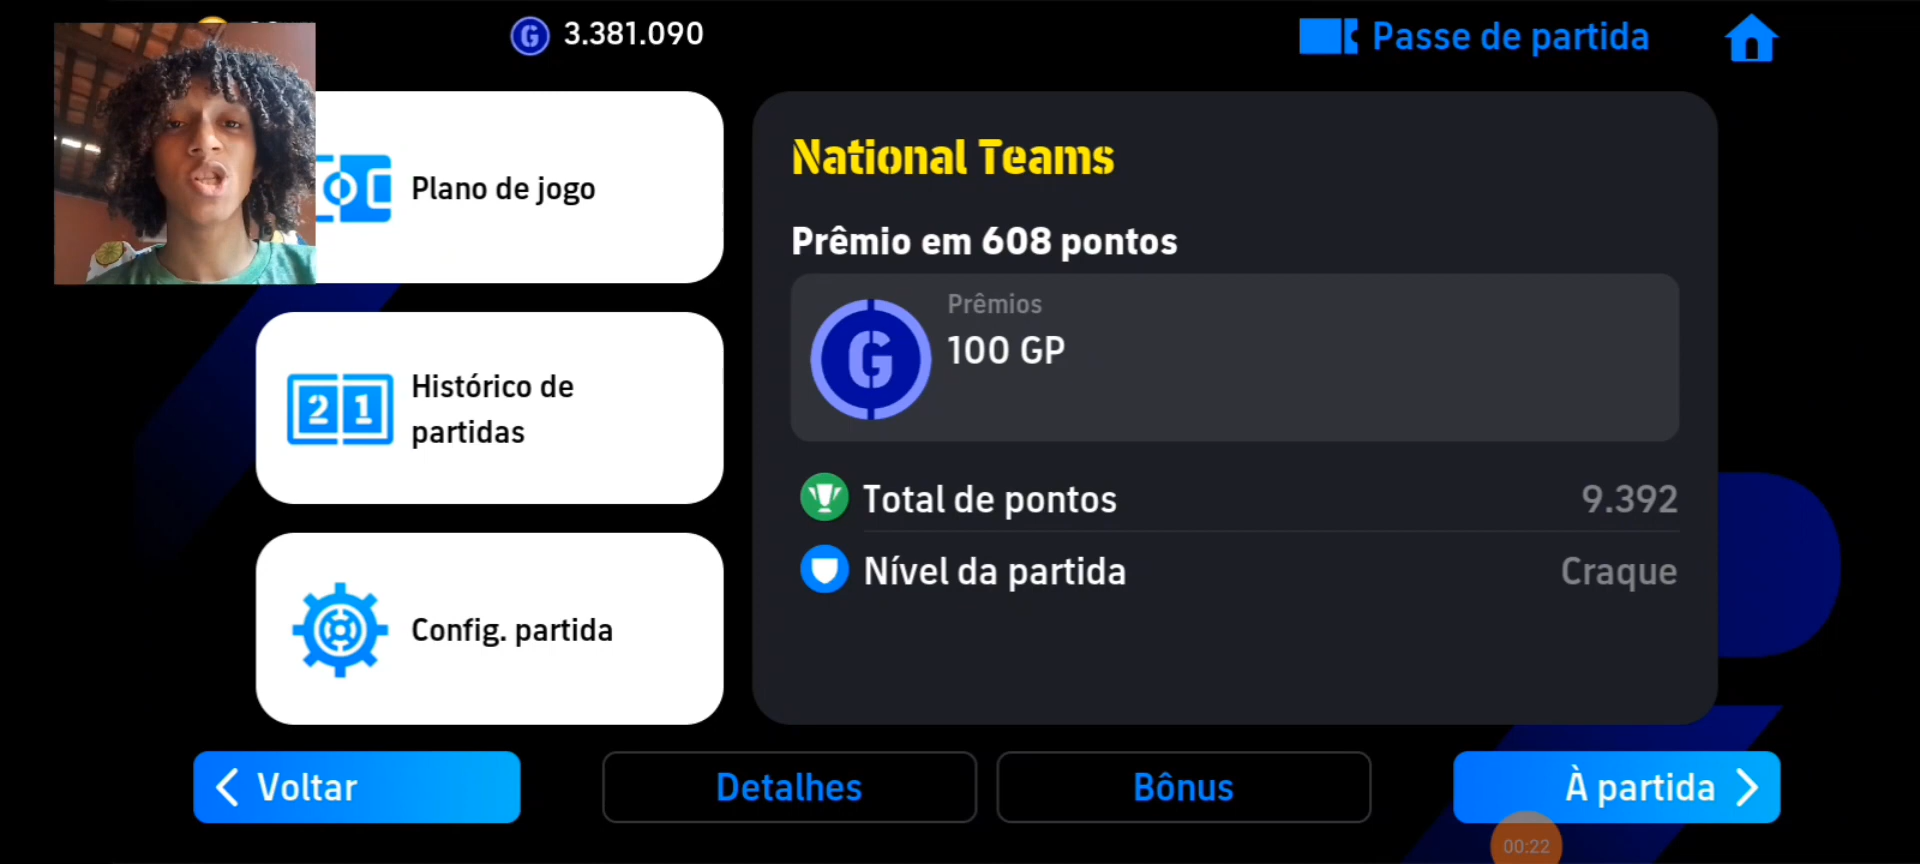 3.381.090
Passe de partida
Plano de jogo
Histórico de
partidas
Config. partida
National Teams
Prêmio em 608 pontos
Prêmios
100 GP
Total de pontos
9.392
Nível da partida
Craque
Voltar
Detalhes
Bônus
À partida
00:22